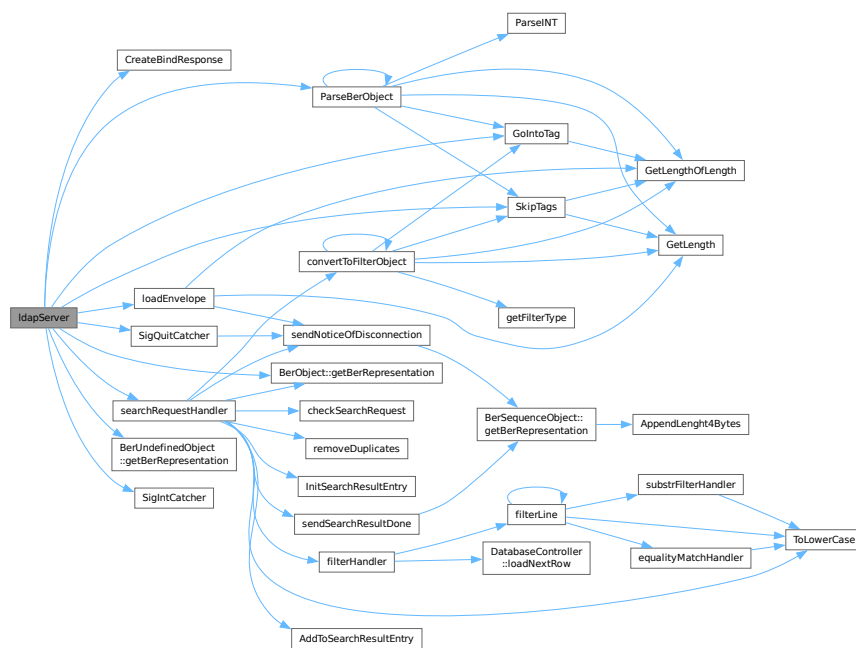 ParseINT
CreateBindResponse
ParseBerObject
GoIntoTag
GetLengthOfLength
SkipTags
GetLength
convertToFilterObject
loadEnvelope
getFilterType
ldapServer
SigQuitCatcher
sendNoticeOfDisconnection
BerObject::getBerRepresentation
searchRequestHandler
checkSearchRequest
BerSequenceObject::
getBerRepresentation
AppendLenght4Bytes
BerUndefinedObject
::getBerRepresentation
removeDuplicates
InitSearchResultEntry
substrFilterHandler
SigIntCatcher
sendSearchResultDone
filterLine
ToLowerCase
filterHandler
DatabaseController
::loadNextRow
equalityMatchHandler
AddToSearchResultEntry